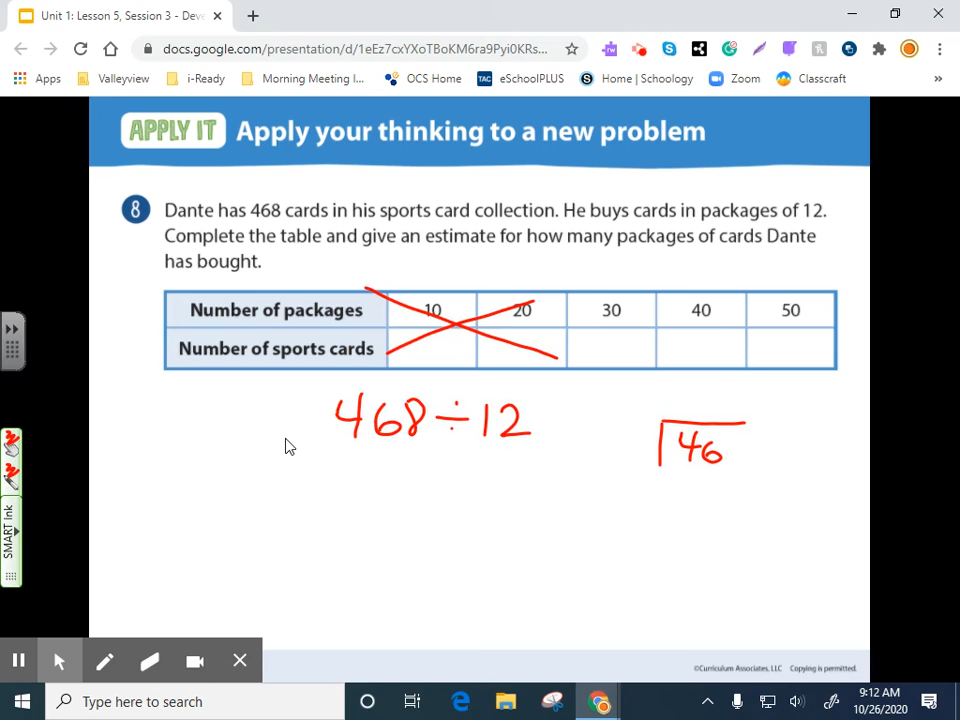 Unit 1: Lesson 5, Session 3 - Deve
docs.google.com/presentation/d/1eEz7cxYXoTBoKM6ra9Pyi0KRs...
Apps Valleyview i-Ready Morning Meeting I... OCS Home TAC eSchoolPLUS S Home | Schoology Zoom Classcraft »
APPLY IT Apply your thinking to a new problem
8 Dante has 468 cards in his sports card collection. He buys cards in packages of 12.
Complete the table and give an estimate for how many packages of cards Dante
has bought.
Number of packages 10 20 30 40 50
Number of sports cards
468÷12
46
SMART Ink
©Curriculum Associates, LLC Copying is permitted.
Type here to search
9:12 AM
10/26/2020